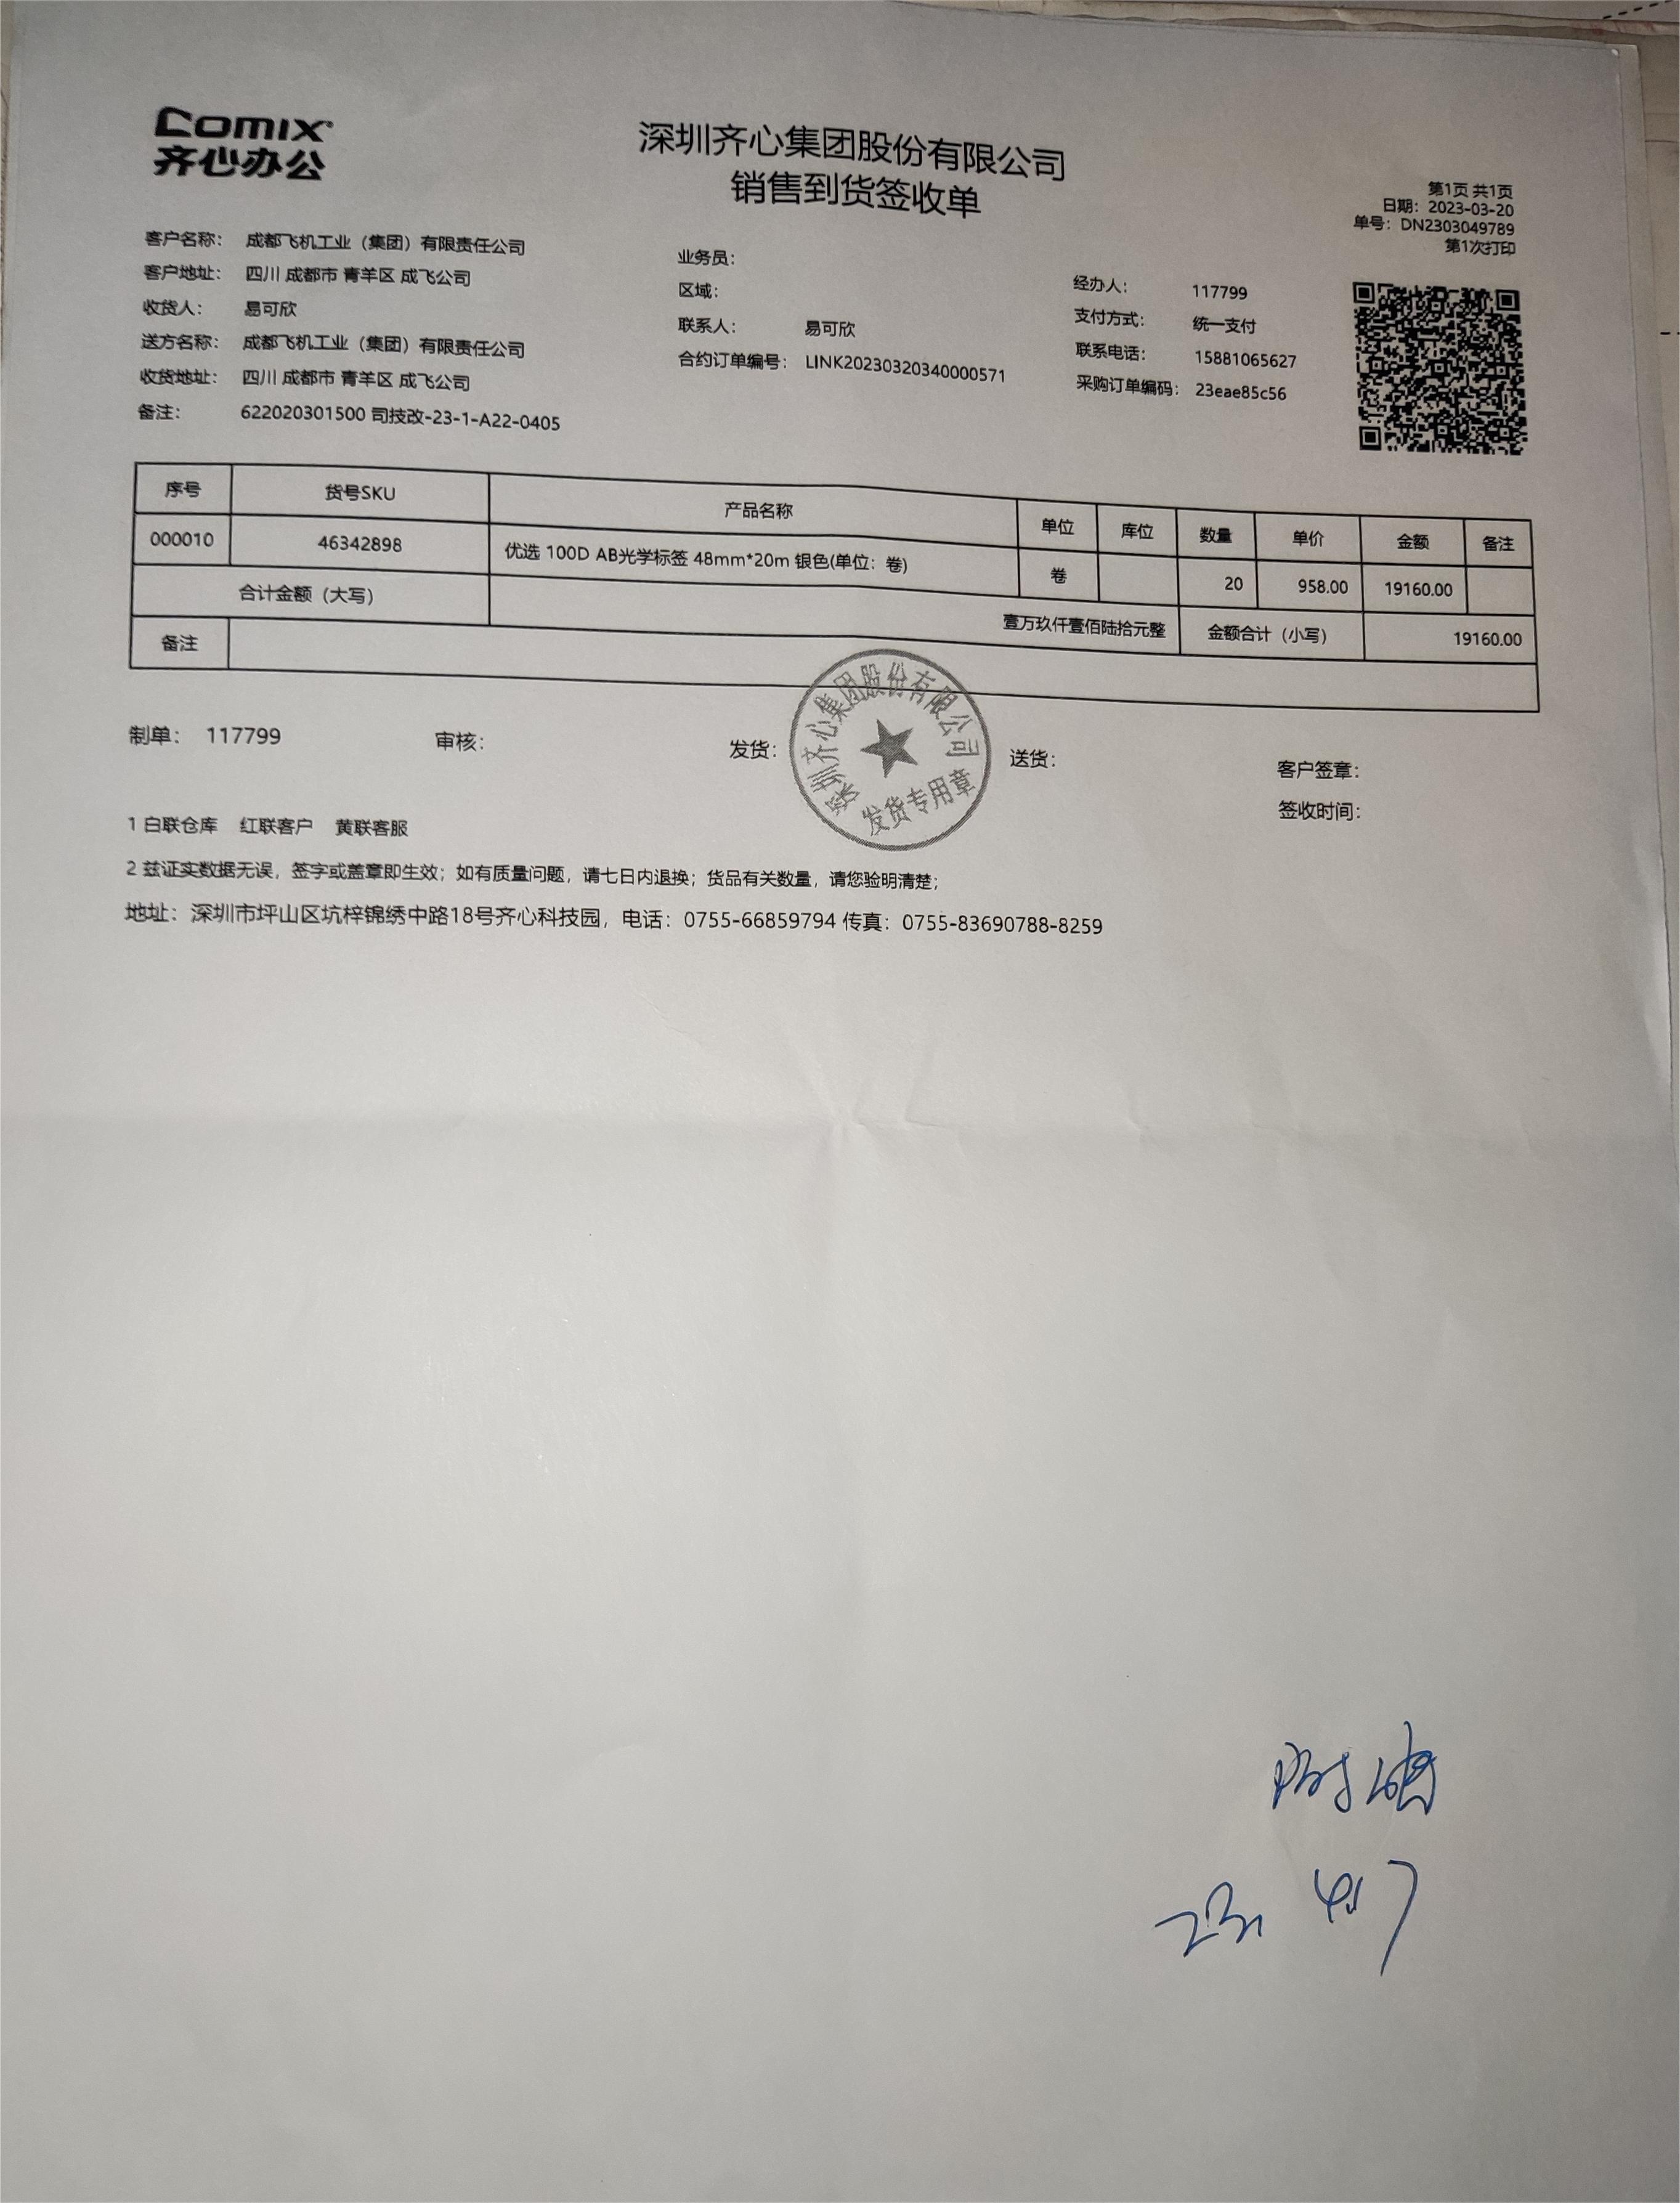 COMIX
齐心办公
深圳齐心集团股份有限公司
销售到货签收单
第1页 共1页
日期：2023-03-20
单号：DN2303049789
第1次打印
客户名称：成都飞机工业（集团）有限责任公司
客户地址：四川 成都市 青羊区 成飞公司
收货人：易可欣
送方名称：成都飞机工业（集团）有限责任公司
收货地址：四川 成都市 青羊区 成飞公司
备注：622020301500 司技改-23-1-A22-0405
业务员：
区域：
联系人：易可欣
合约订单编号：LINK20230320340000571
经办人：117799
支付方式：统一支付
联系电话：15881065627
采购订单编码：23eae85c56
序号 货号SKU 产品名称 单位 库位 数量 单价 金额 备注
000010 46342898 优选 100D AB光学标签 48mm*20m 银色(单位：卷) 卷 20 958.00 19160.00
合计金额（大写） 壹万玖仟壹佰陆拾元整 金额合计（小写） 19160.00
备注
制单：117799 审核： 发货： 送货： 客户签章：
签收时间：
深圳齐心集团股份有限公司
发货专用章
1 白联仓库 红联客户 黄联客服
2 兹证实数据无误，签字或盖章即生效；如有质量问题，请七日内退换；货品有关数量，请您验明清楚；
地址：深圳市坪山区坑梓锦绣中路18号齐心科技园，电话：0755-66859794 传真：0755-83690788-8259